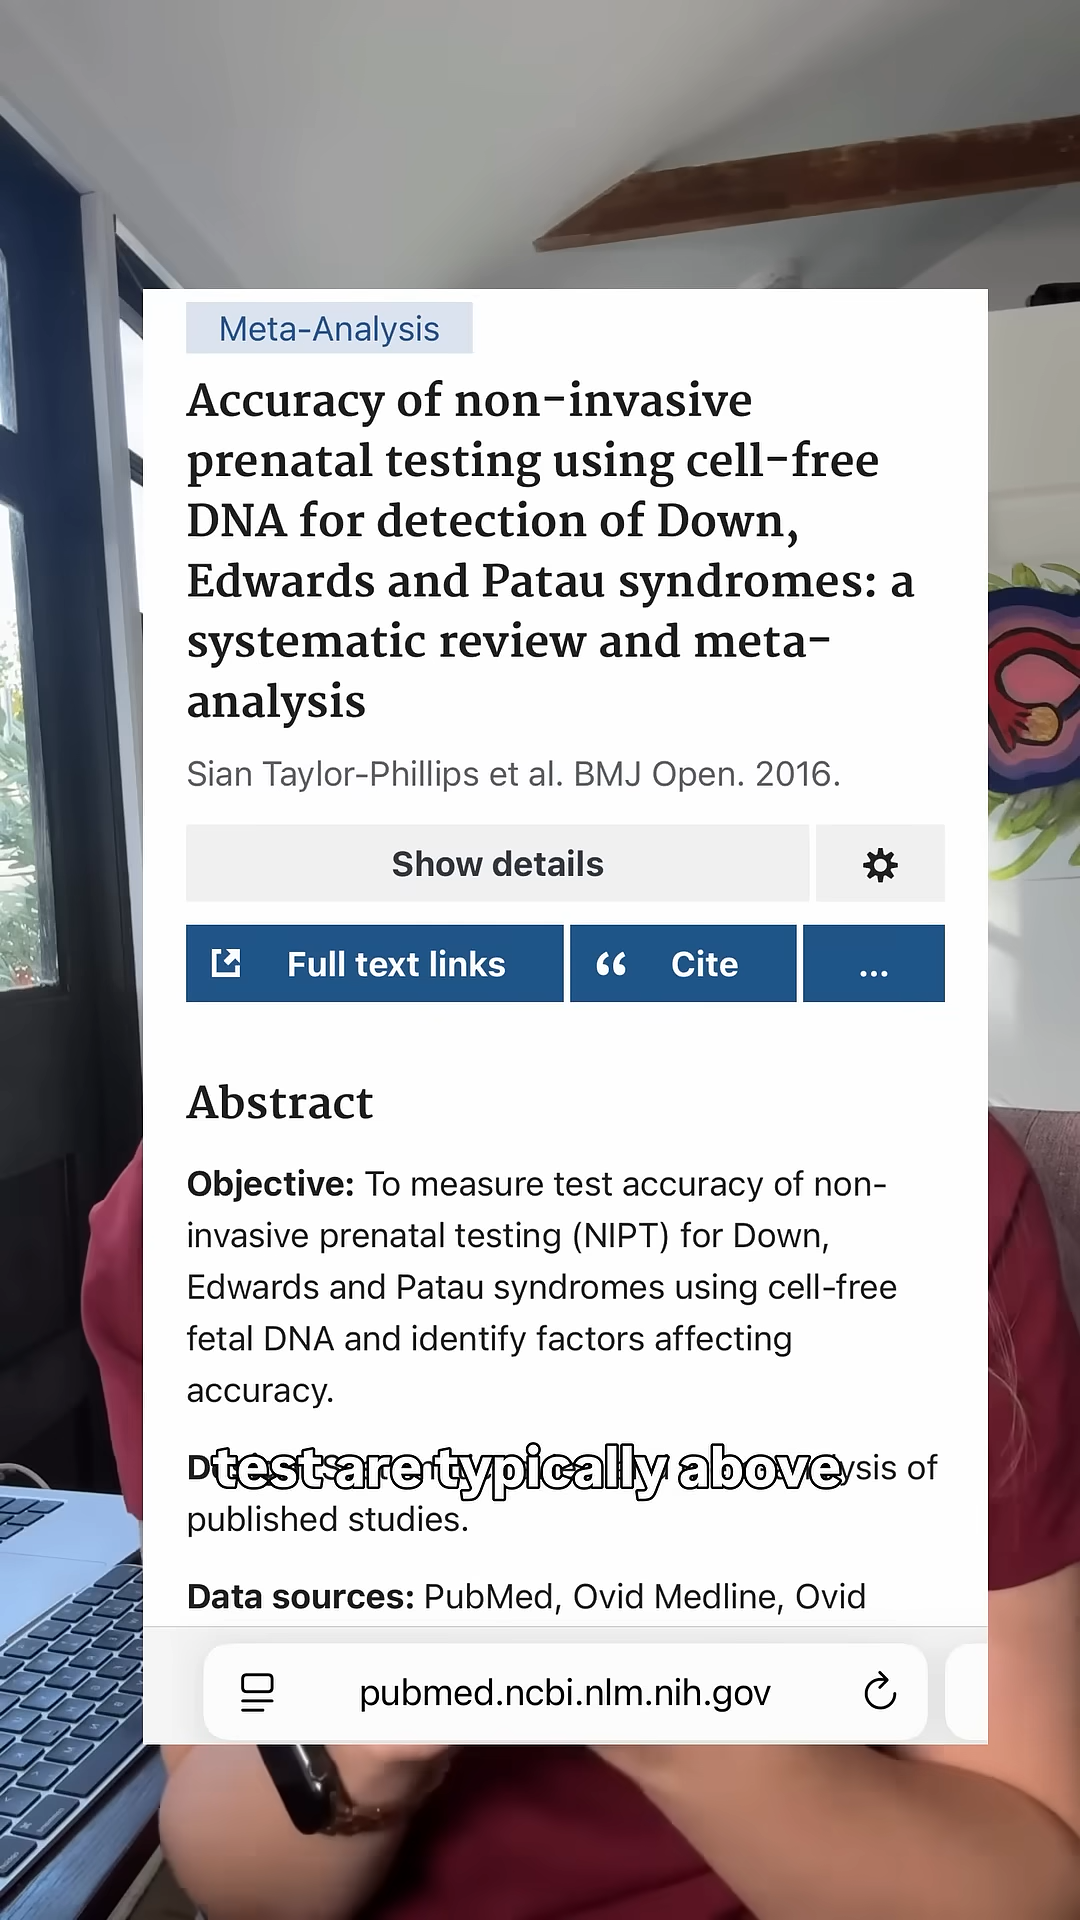 Meta-Analysis
Accuracy of non-invasive
prenatal testing using cell-free
DNA for detection of Down,
Edwards and Patau syndromes: a
systematic review and meta-
analysis
Sian Taylor-Phillips et al. BMJ Open. 2016.
Show details
Full text links
Cite
...
Abstract
Objective: To measure test accuracy of non-
invasive prenatal testing (NIPT) for Down,
Edwards and Patau syndromes using cell-free
fetal DNA and identify factors affecting
accuracy.
test are typically above
of
published studies.
Data sources: PubMed, Ovid Medline, Ovid
pubmed.ncbi.nlm.nih.gov